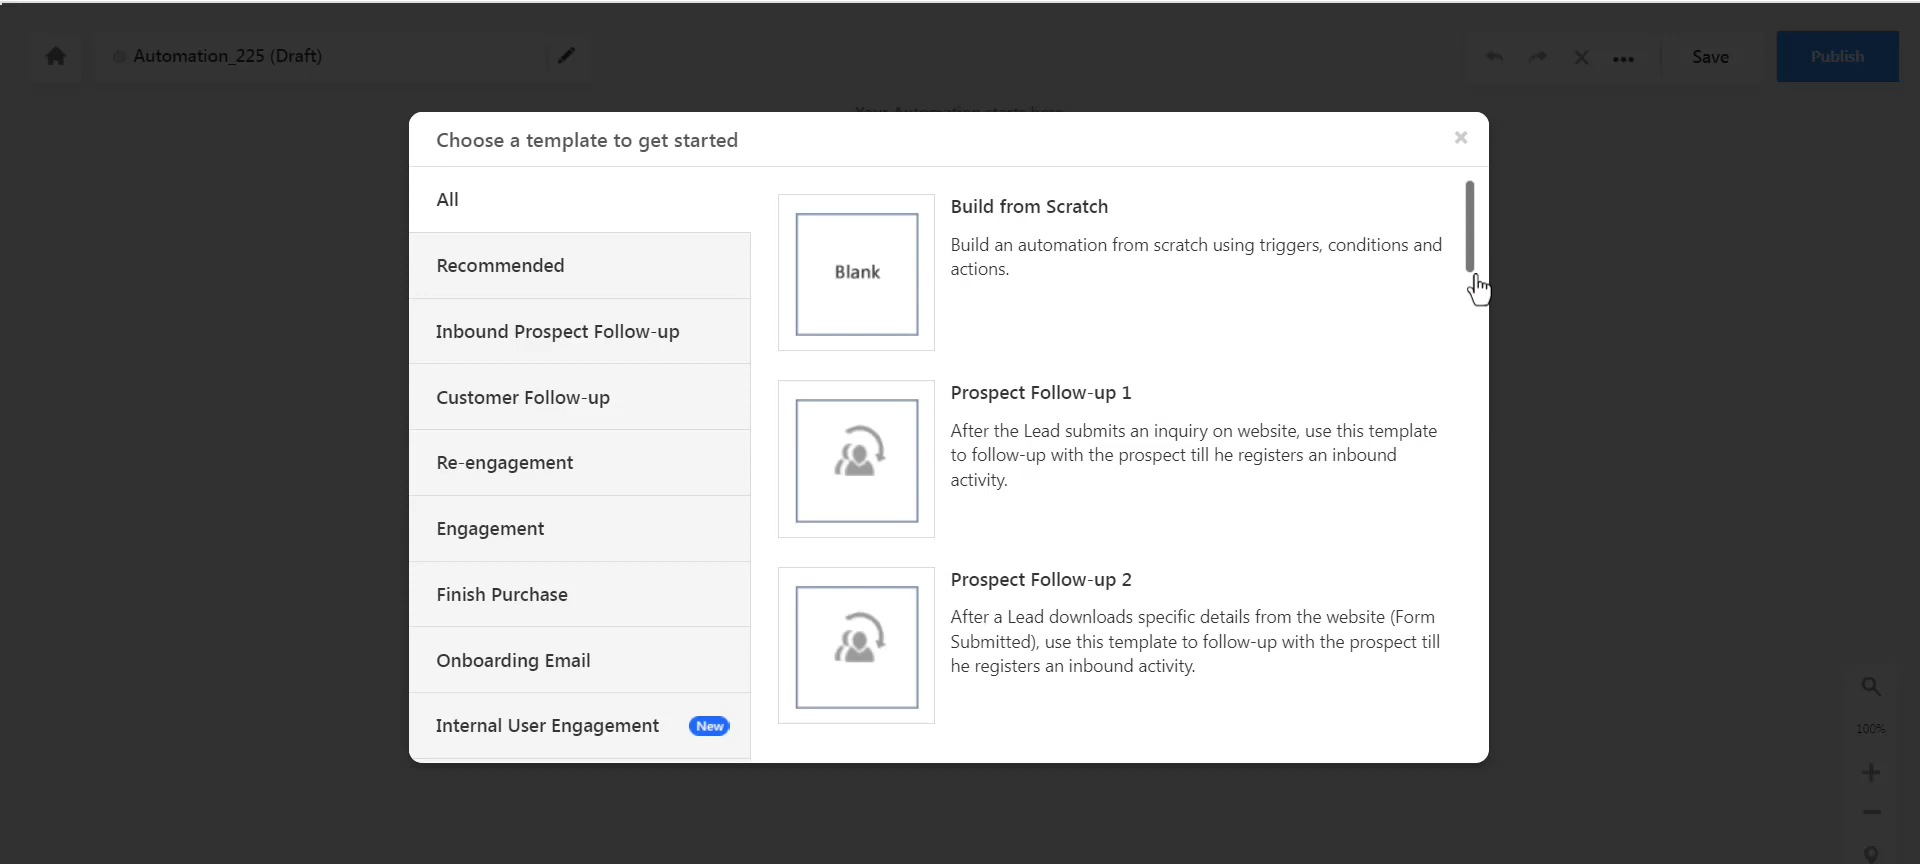 Automation_225 (Draft)
Save
Publish
Your Automation starts here
Choose a template to get started
All
Recommended
Inbound Prospect Follow-up
Customer Follow-up
Re-engagement
Engagement
Finish Purchase
Onboarding Email
Internal User Engagement New
Blank
Build from Scratch
Build an automation from scratch using triggers, conditions and
actions.
Prospect Follow-up 1
After the Lead submits an inquiry on website, use this template
to follow-up with the prospect till he registers an inbound
activity.
Prospect Follow-up 2
After a Lead downloads specific details from the website (Form
Submitted), use this template to follow-up with the prospect till
he registers an inbound activity.
100%